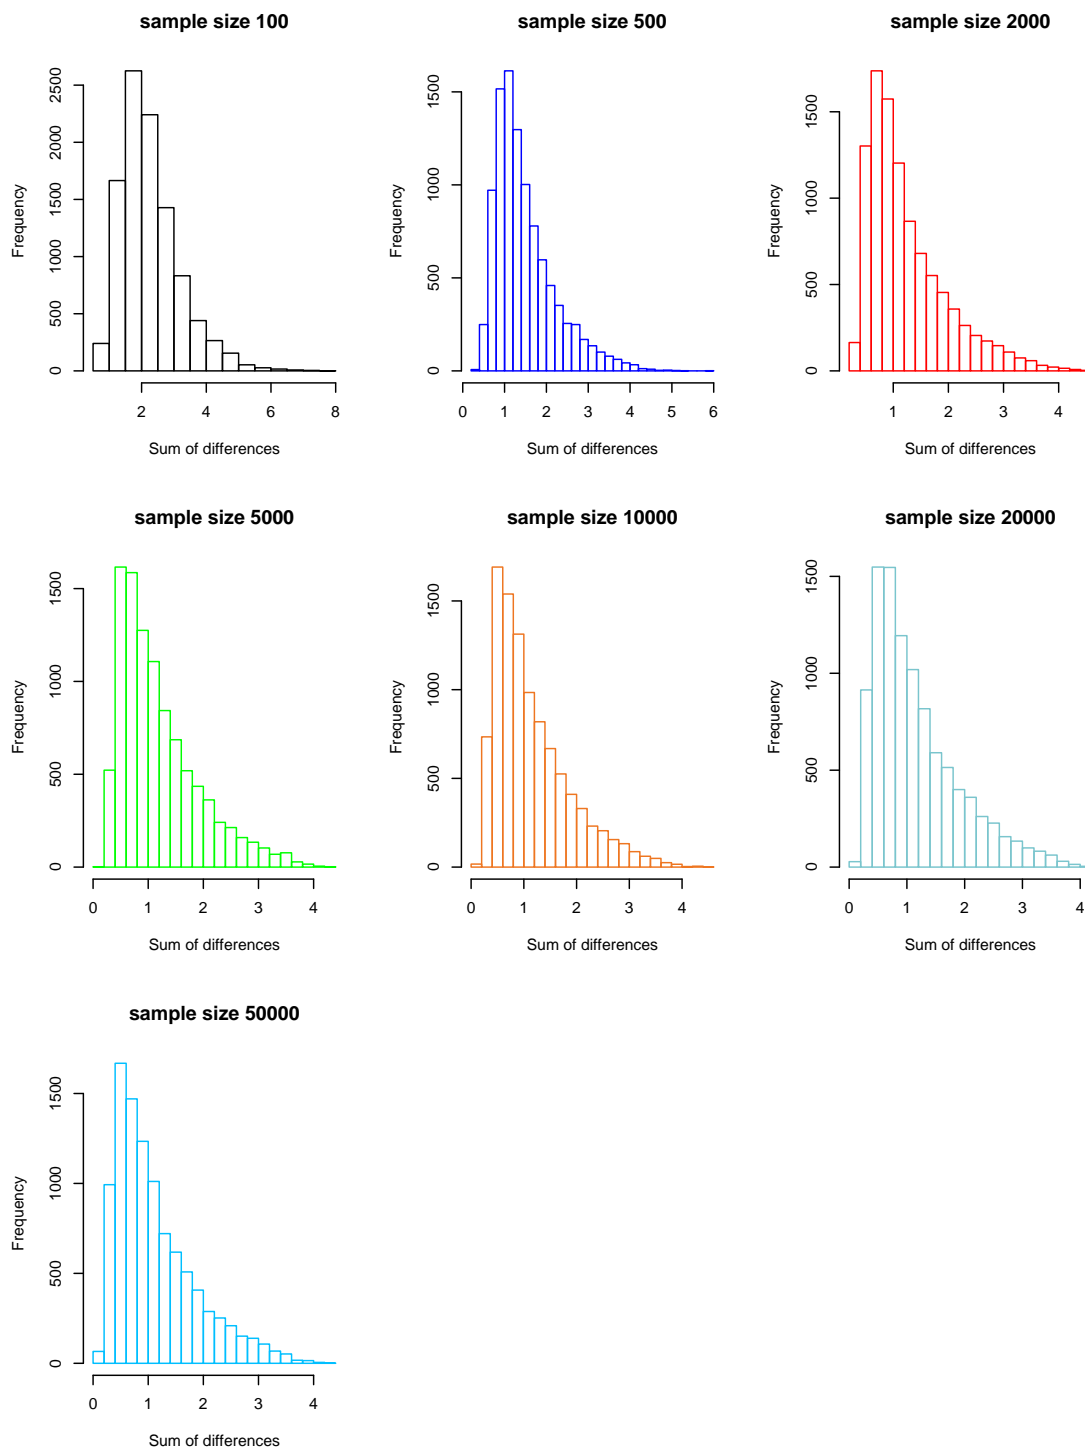 sample size 100
Frequency
0
500
1000
1500
2000
2500
2 4 6 8
Sum of differences
sample size 500
Frequency
0
500
1000
1500
0 1 2 3 4 5 6
Sum of differences
sample size 2000
Frequency
0
500
1000
1500
1 2 3 4
Sum of differences
sample size 5000
Frequency
0
500
1000
1500
0 1 2 3 4
Sum of differences
sample size 10000
Frequency
0
500
1000
1500
0 1 2 3 4
Sum of differences
sample size 20000
Frequency
0
500
1000
1500
0 1 2 3 4
Sum of differences
sample size 50000
Frequency
0
500
1000
1500
0 1 2 3 4
Sum of differences